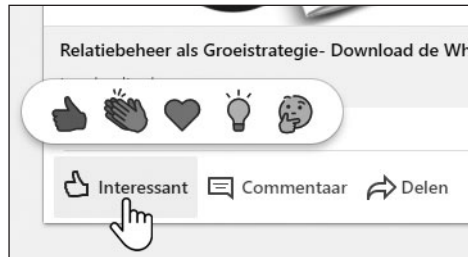 Relatiebeheer als Groeistrategie- Download de Wh
Interessant
Commentaar
Delen